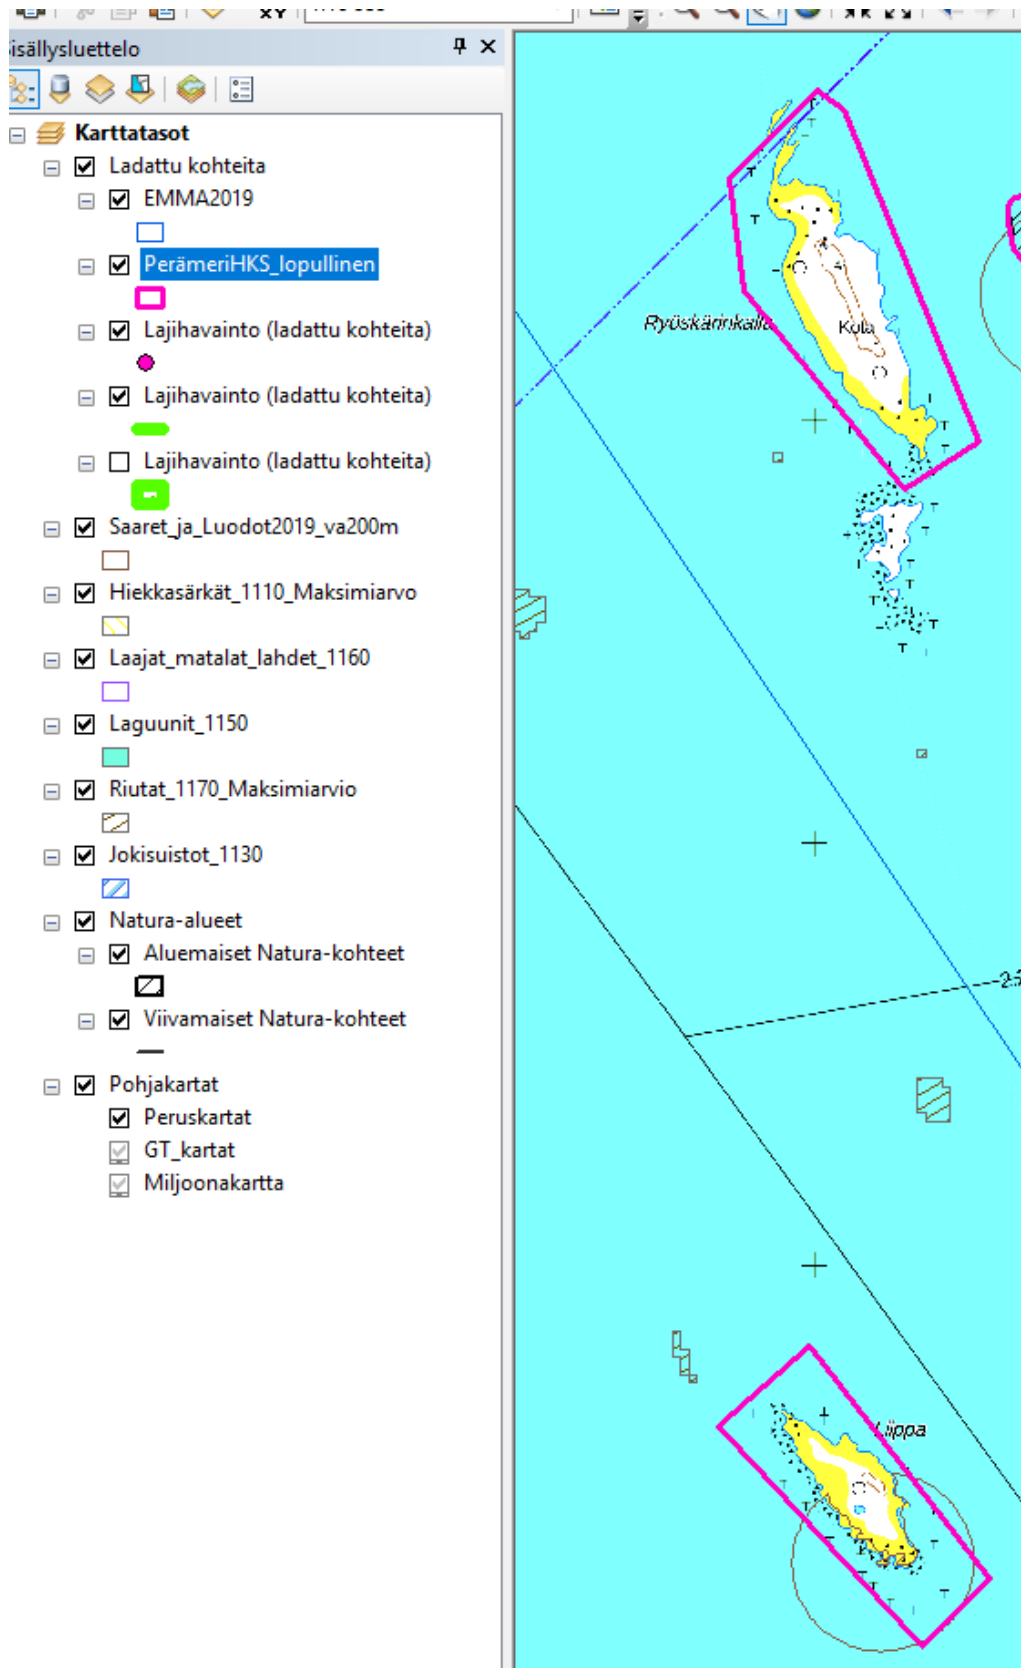 XY
isällysluettelo
Karttatasot
Ladattu kohteita
EMMA2019
PerämeriHKS_lopullinen
Lajihavainto (ladattu kohteita)
Lajihavainto (ladattu kohteita)
Lajihavainto (ladattu kohteita)
Saaret_ja_Luodot2019_va200m
Hiekkasärkät_1110_Maksimiarvo
Laajat_matalat_lahdet_1160
Laguunit_1150
Riutat_1170_Maksimiarvio
Jokisuistot_1130
Natura-alueet
Aluemaiset Natura-kohteet
Viivamaiset Natura-kohteet
Pohjakartat
Peruskartat
GT_kartat
Miljoonakartta
Ryöskärinkalla
Kola
Liippa